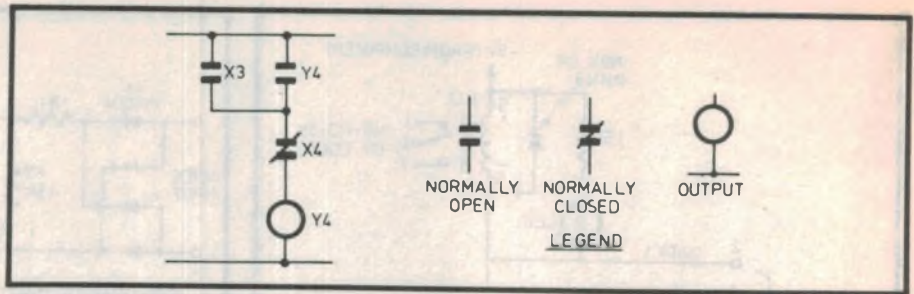 X3
Y4
X4
Y4
NORMALLY
OPEN
NORMALLY
CLOSED
OUTPUT
LEGEND